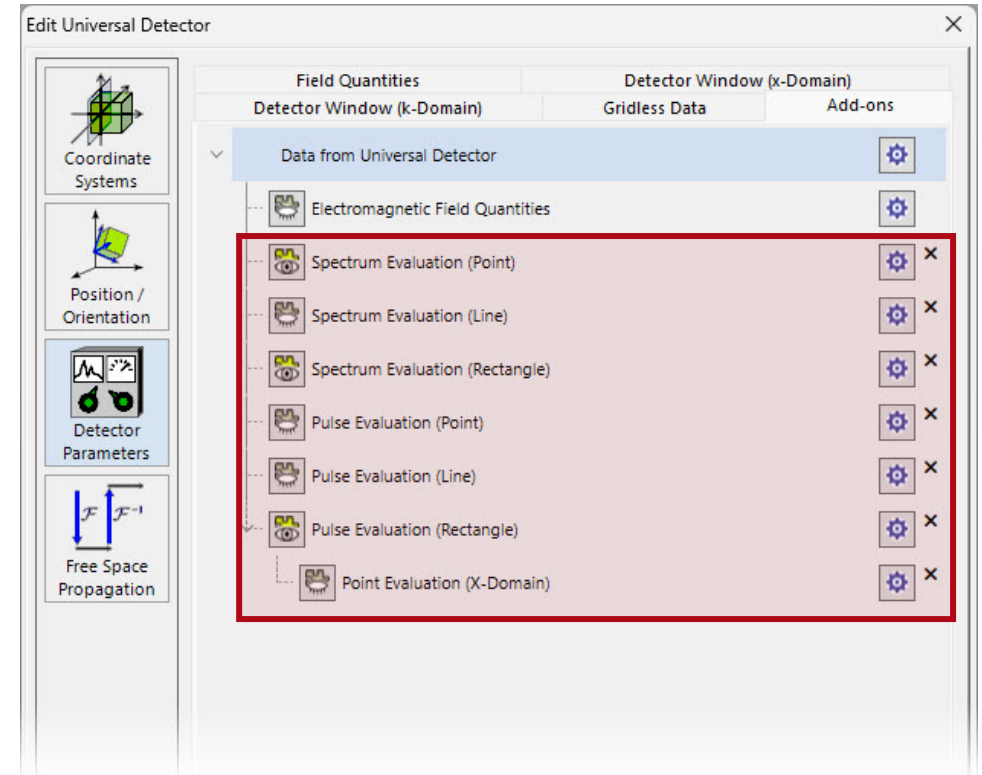 Edit Universal Detector
Coordinate
Systems
Position /
Orientation
Detector
Parameters
ℱ ℱ⁻¹
Free Space
Propagation
Field Quantities
Detector Window (x-Domain)
Detector Window (k-Domain)
Gridless Data
Add-ons
Data from Universal Detector
Electromagnetic Field Quantities
Spectrum Evaluation (Point)
Spectrum Evaluation (Line)
Spectrum Evaluation (Rectangle)
Pulse Evaluation (Point)
Pulse Evaluation (Line)
Pulse Evaluation (Rectangle)
Point Evaluation (X-Domain)